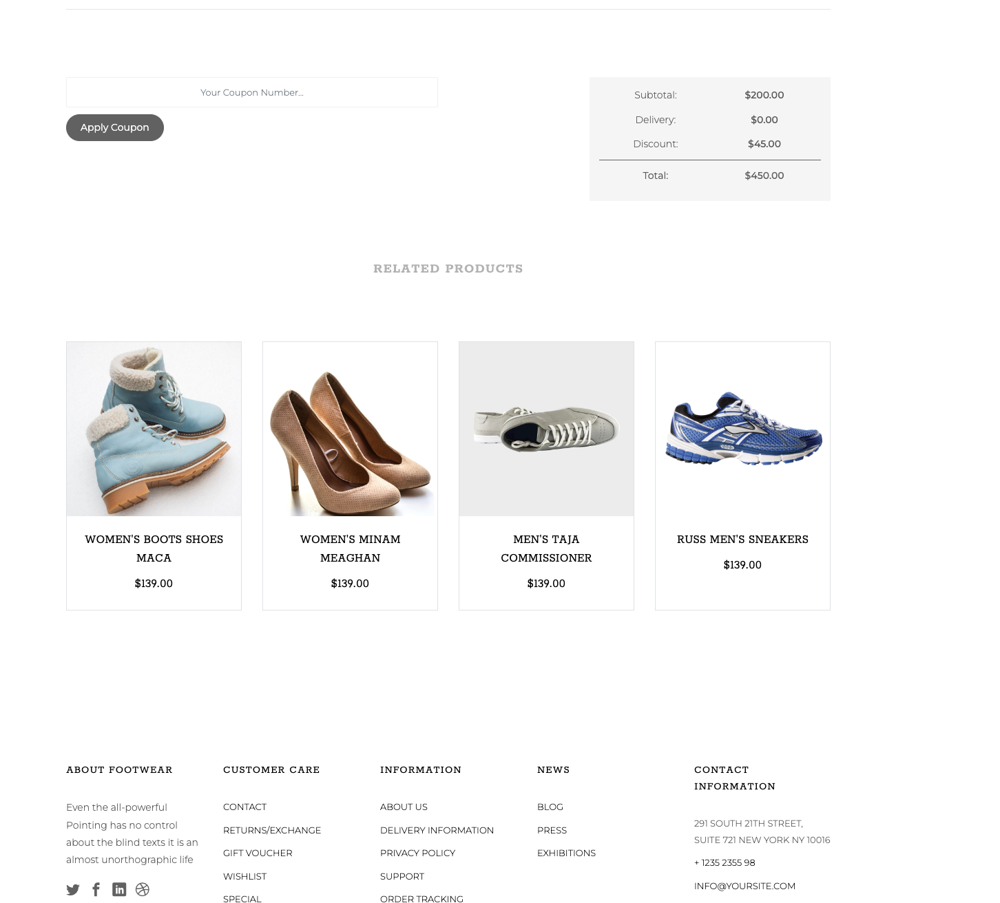 Your Coupon Number...
Apply Coupon
Subtotal: $200.00
Delivery: $0.00
Discount: $45.00
Total: $450.00
RELATED PRODUCTS
WOMEN'S BOOTS SHOES
MACA
$139.00
WOMEN'S MINAM
MEAGHAN
$139.00
MEN'S TAJA
COMMISSIONER
$139.00
RUSS MEN'S SNEAKERS
$139.00
ABOUT FOOTWEAR
Even the all-powerful
Pointing has no control
about the blind texts it is an
almost unorthographic life
CUSTOMER CARE
CONTACT
RETURNS/EXCHANGE
GIFT VOUCHER
WISHLIST
SPECIAL
INFORMATION
ABOUT US
DELIVERY INFORMATION
PRIVACY POLICY
SUPPORT
ORDER TRACKING
NEWS
BLOG
PRESS
EXHIBITIONS
CONTACT
INFORMATION
291 SOUTH 21TH STREET,
SUITE 721 NEW YORK NY 10016
+ 1235 2355 98
INFO@YOURSITE.COM